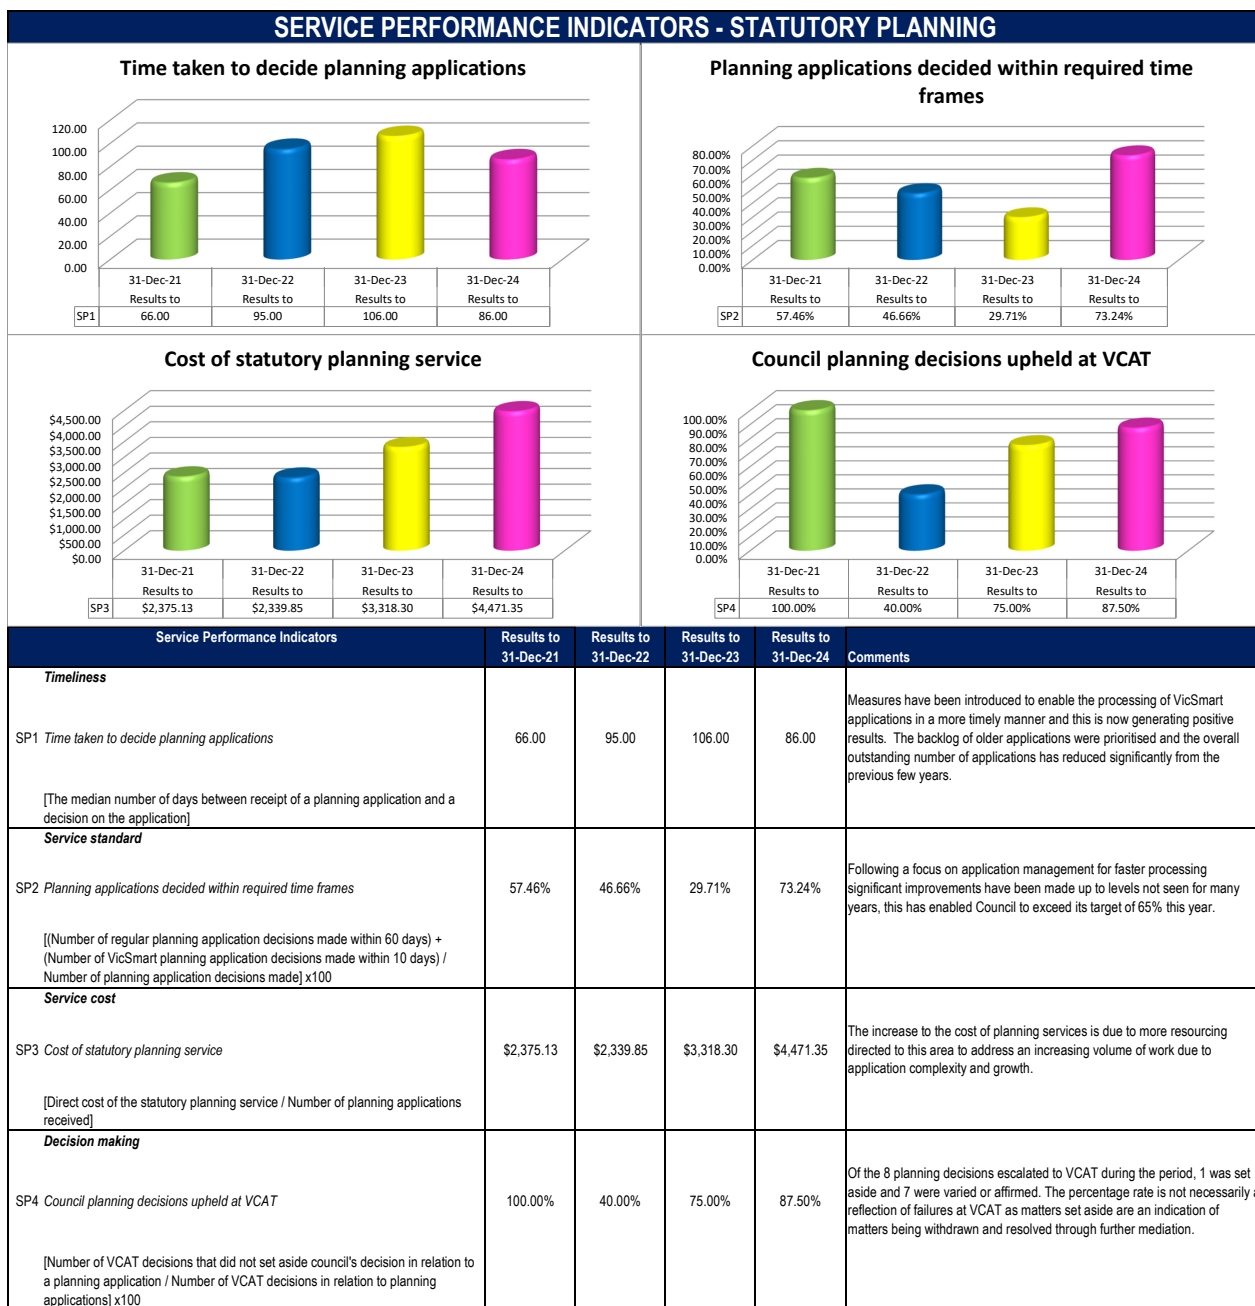 SERVICE PERFORMANCE INDICATORS - STATUTORY PLANNING
Time taken to decide planning applications
120.00
100.00
80.00
60.00
40.00
20.00
0.00
31-Dec-21 31-Dec-22 31-Dec-23 31-Dec-24
Results to Results to Results to Results to
SP1 66.00 95.00 106.00 86.00
Planning applications decided within required time
frames
80.00%
70.00%
60.00%
50.00%
40.00%
30.00%
20.00%
10.00%
0.00%
31-Dec-21 31-Dec-22 31-Dec-23 31-Dec-24
Results to Results to Results to Results to
SP2 57.46% 46.66% 29.71% 73.24%
Cost of statutory planning service
$4,500.00
$4,000.00
$3,500.00
$3,000.00
$2,500.00
$2,000.00
$1,500.00
$1,000.00
$500.00
$0.00
31-Dec-21 31-Dec-22 31-Dec-23 31-Dec-24
Results to Results to Results to Results to
SP3 $2,375.13 $2,339.85 $3,318.30 $4,471.35
Council planning decisions upheld at VCAT
100.00%
90.00%
80.00%
70.00%
60.00%
50.00%
40.00%
30.00%
20.00%
10.00%
0.00%
31-Dec-21 31-Dec-22 31-Dec-23 31-Dec-24
Results to Results to Results to Results to
SP4 100.00% 40.00% 75.00% 87.50%
Service Performance Indicators Results to Results to Results to Results to
31-Dec-21 31-Dec-22 31-Dec-23 31-Dec-24 Comments
Timeliness
SP1 Time taken to decide planning applications 66.00 95.00 106.00 86.00
Measures have been introduced to enable the processing of VicSmart
applications in a more timely manner and this is now generating positive
results. The backlog of older applications were prioritised and the overall
outstanding number of applications has reduced significantly from the
previous few years.
[The median number of days between receipt of a planning application and a
decision on the application]
Service standard
SP2 Planning applications decided within required time frames 57.46% 46.66% 29.71% 73.24%
Following a focus on application management for faster processing
significant improvements have been made up to levels not seen for many
years, this has enabled Council to exceed its target of 65% this year.
[(Number of regular planning application decisions made within 60 days) +
(Number of VicSmart planning application decisions made within 10 days) /
Number of planning application decisions made] x100
Service cost
SP3 Cost of statutory planning service $2,375.13 $2,339.85 $3,318.30 $4,471.35
The increase to the cost of planning services is due to more resourcing
directed to this area to address an increasing volume of work due to
application complexity and growth.
[Direct cost of the statutory planning service / Number of planning applications
received]
Decision making
SP4 Council planning decisions upheld at VCAT 100.00% 40.00% 75.00% 87.50%
Of the 8 planning decisions escalated to VCAT during the period, 1 was set
aside and 7 were varied or affirmed. The percentage rate is not necessarily a
reflection of failures at VCAT as matters set aside are an indication of
matters being withdrawn and resolved through further mediation.
[Number of VCAT decisions that did not set aside council's decision in relation to
a planning application / Number of VCAT decisions in relation to planning
applications] x100